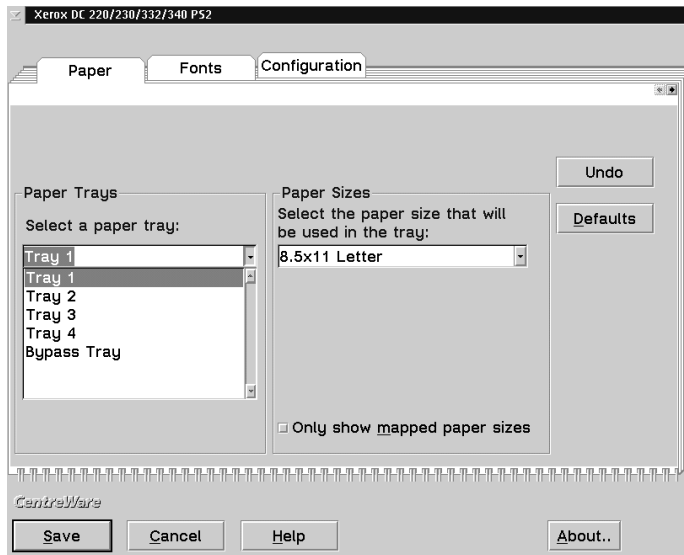 Xerox DC 220/230/332/340 PS2
Paper
Fonts
Configuration
Undo
Defaults
Paper Trays
Select a paper tray:
Tray 1
Tray 1
Tray 2
Tray 3
Tray 4
Bypass Tray
Paper Sizes
Select the paper size that will
be used in the tray:
8.5x11 Letter
Only show mapped paper sizes
CentreWare
Save
Cancel
Help
About..